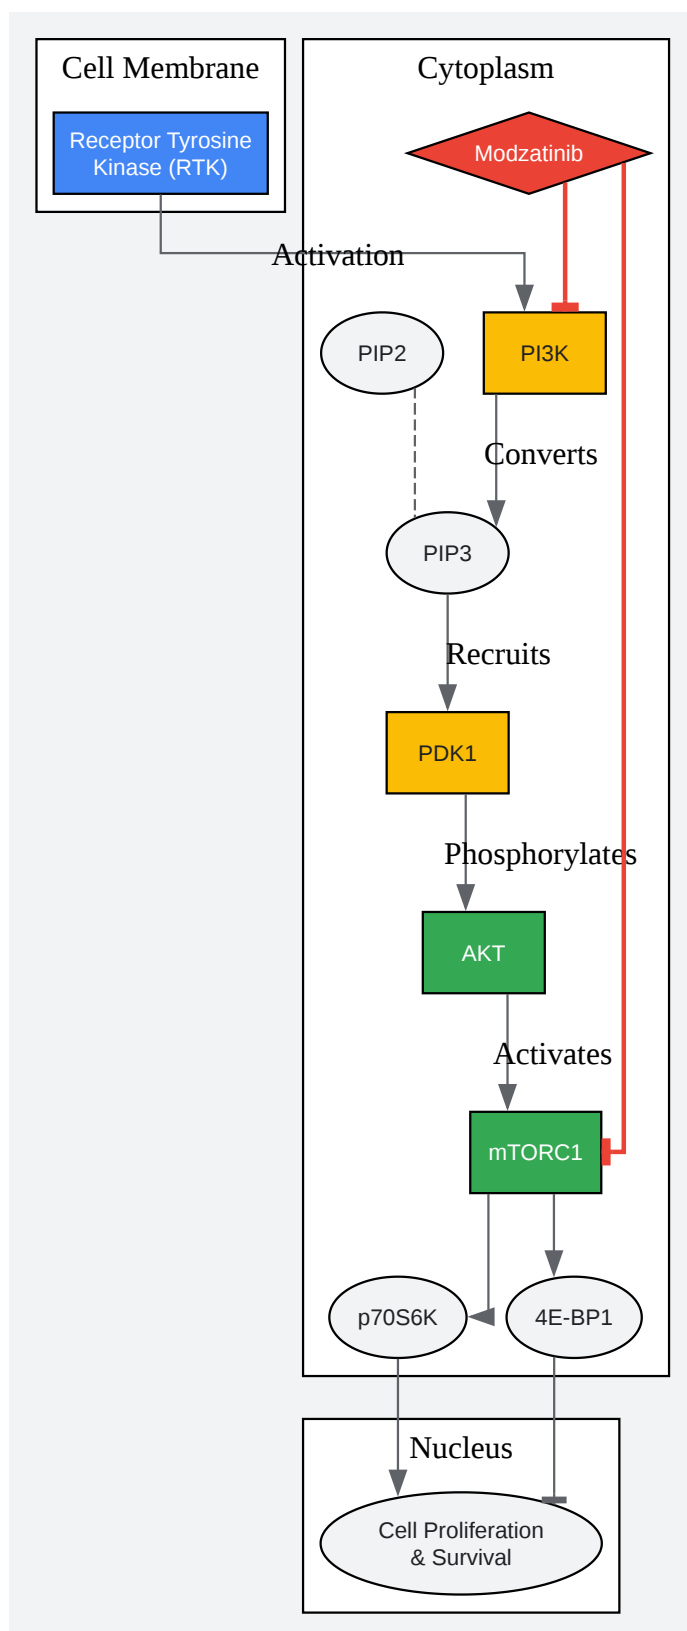 Cell Membrane
Cytoplasm
Receptor Tyrosine
Kinase (RTK)
Modzatinib
Activation
PIP2
PI3K
Converts
PIP3
Recruits
PDK1
Phosphorylates
AKT
Activates
mTORC1
p70S6K
4E-BP1
Nucleus
Cell Proliferation
& Survival